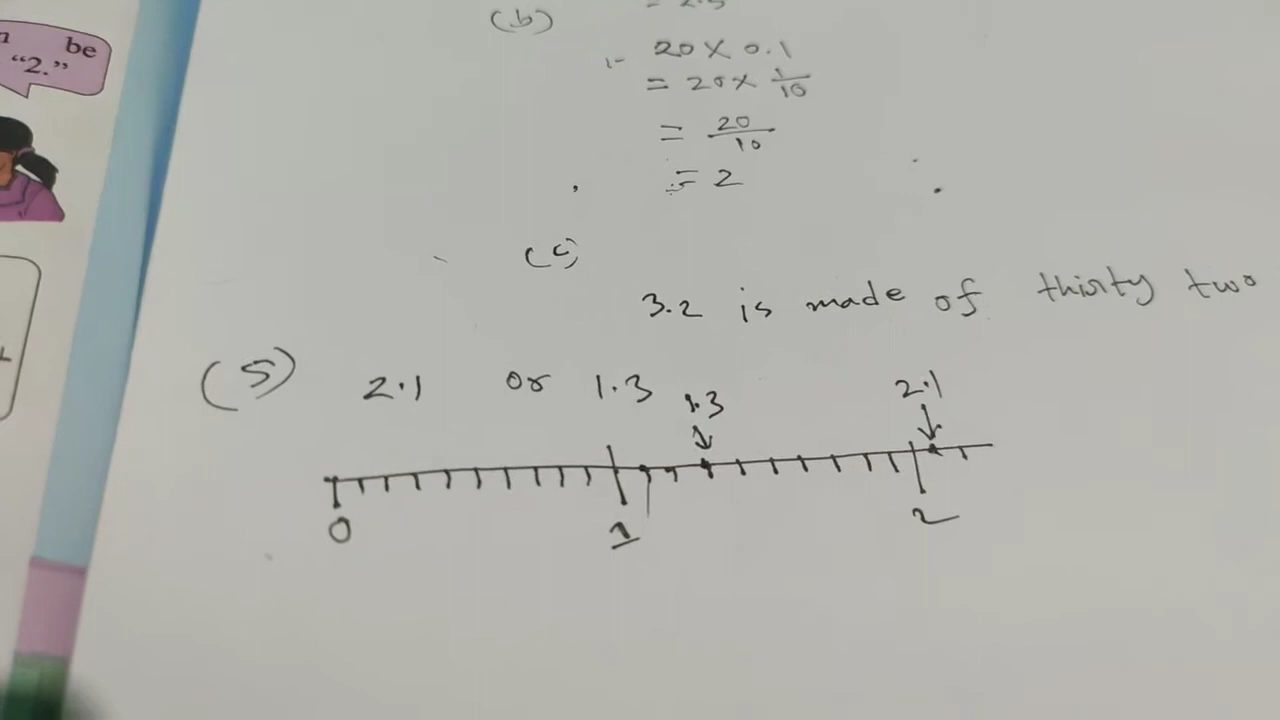 be
"2."
(b)
20 × 0.1
= 20 × 1/10
= 20/10
= 2
(c)
3.2 is made of thirty two
(5) 2.1 or 1.3
1.3 2.1
0 1 2